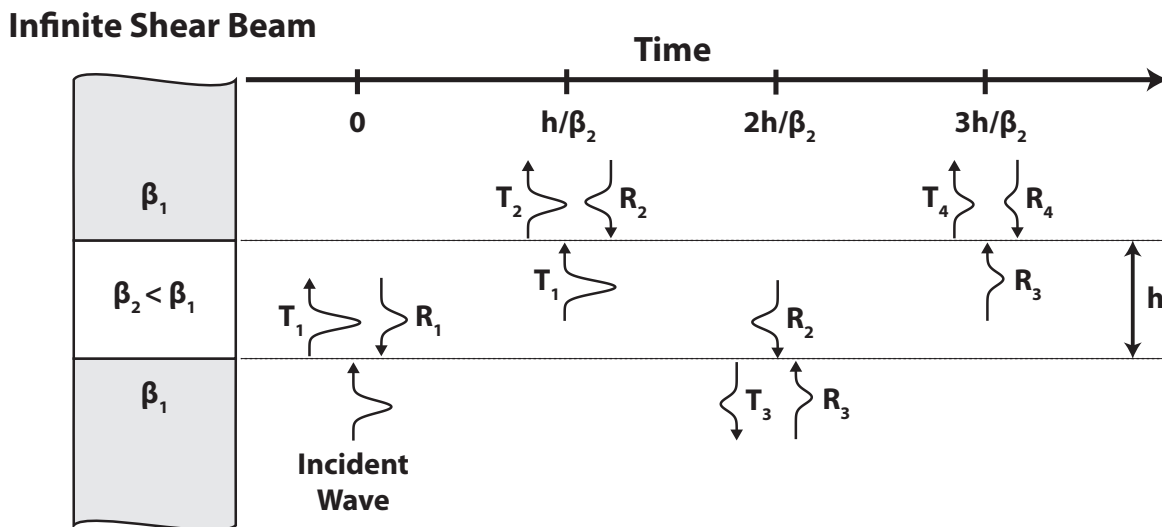 Infinite Shear Beam
Time
0
h/β₂
2h/β₂
3h/β₂
β₁
T₂
R₂
T₄
R₄
β₂ < β₁
T₁
R₁
T₁
R₂
R₃
h
β₁
T₃
R₃
Incident
Wave